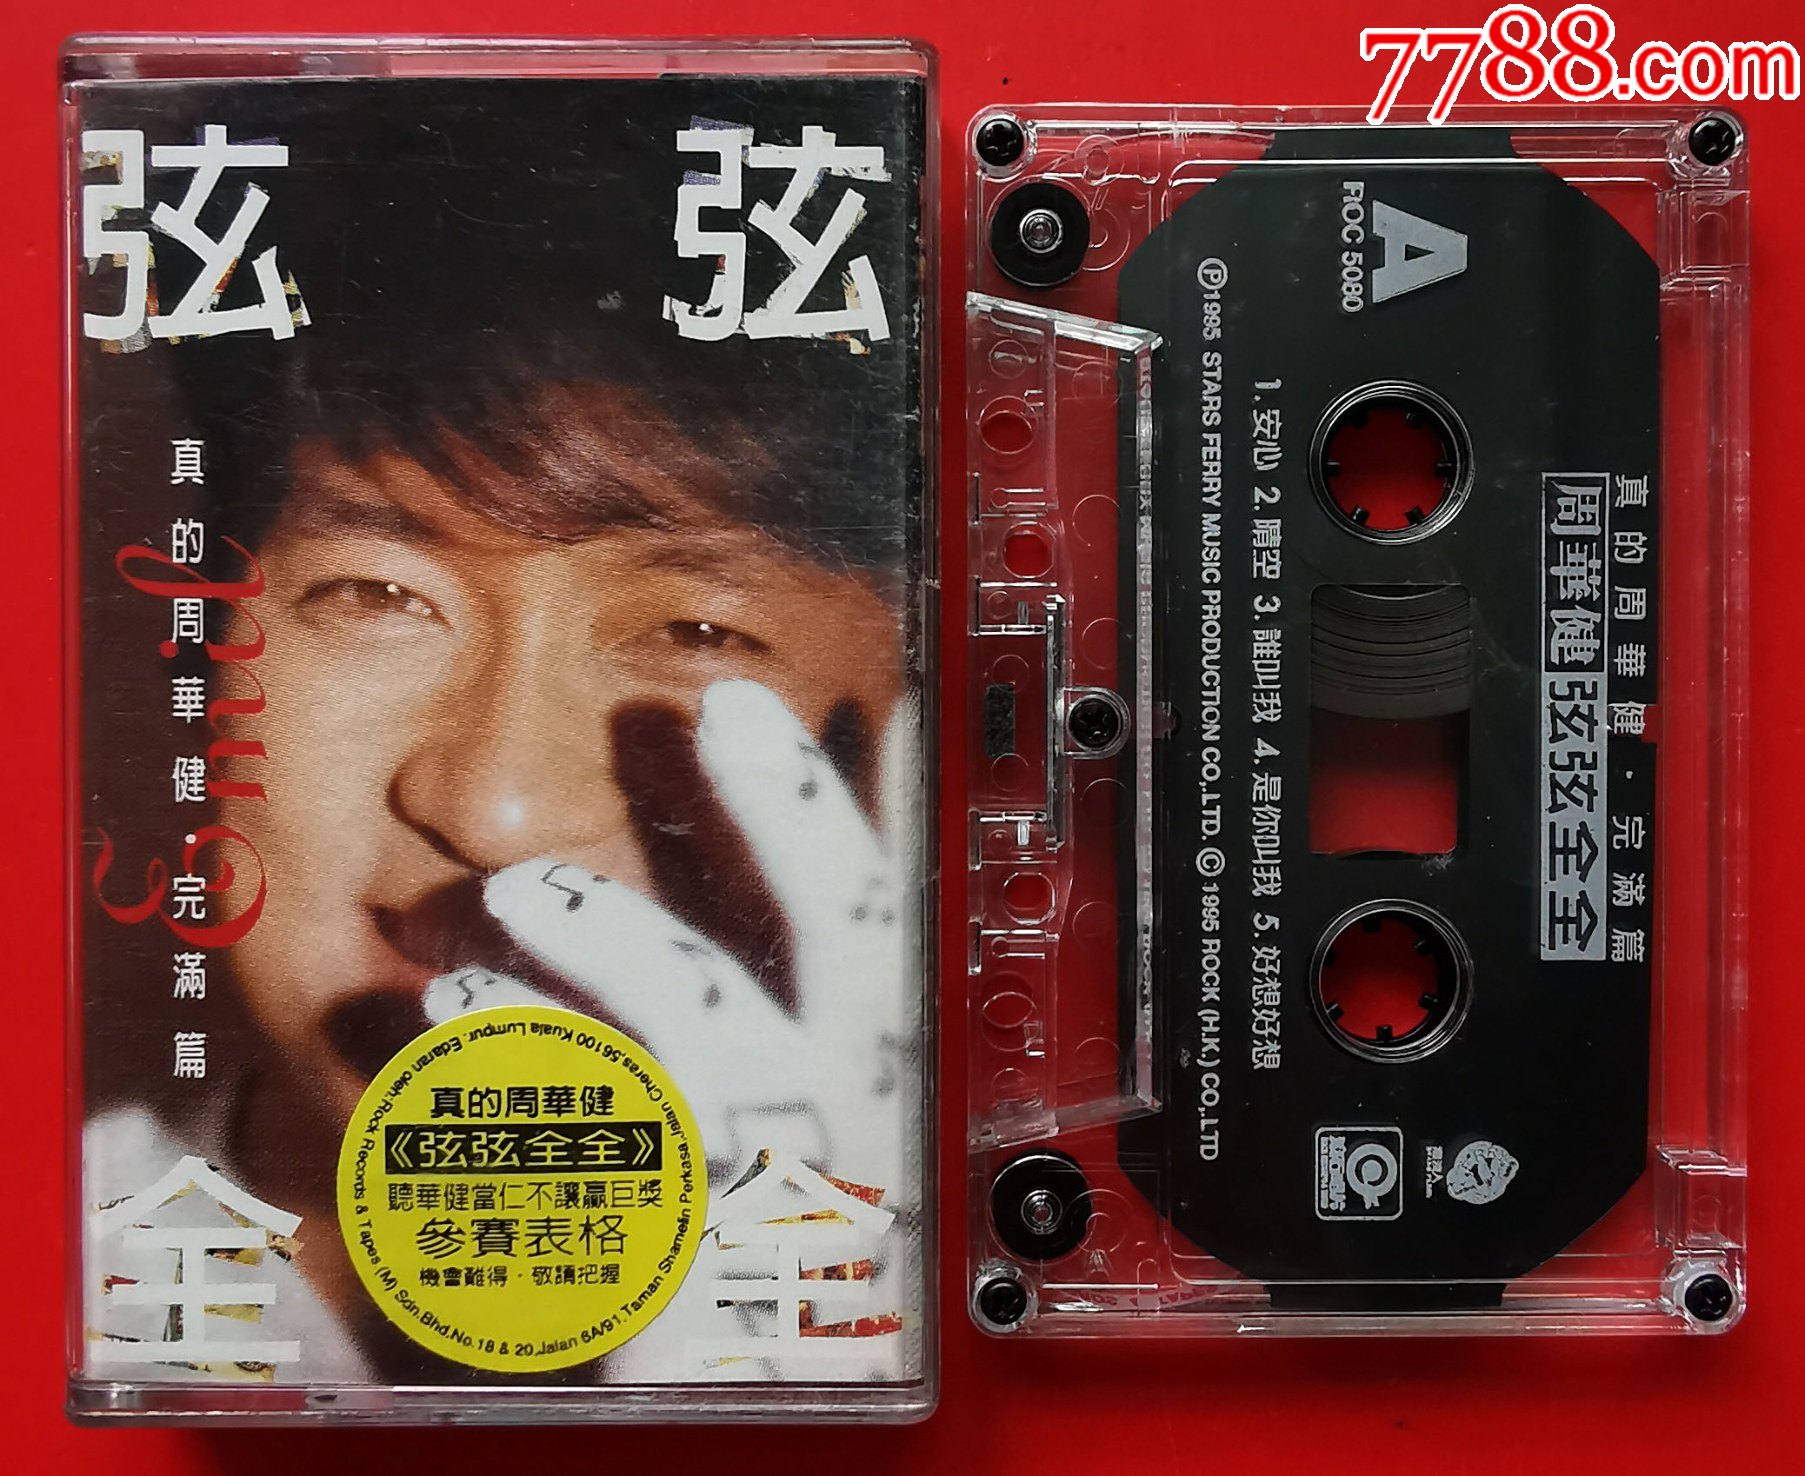 7788.com
弦 弦
真的周華健·完滿篇
Emil
全 全
真的周華健
《弦弦全全》
聽華健當仁不讓贏巨獎
參賽表格
機會難得·敬請把握
Edaran oleh:Rock Records & Tapes (M) Sdn.Bhd,No.18 & 20,Jalan 6A/91,Taman Shamelin Perkasa,Jalan Cheras,56100 Kuala Lumpur.
A
ROC 5080
真的周華健·完滿篇
周華健弦弦全全
1.安心 2.晴空 3.誰叫我 4.是你叫我 5.好想好想
Ⓟ1985 STARS FERRY MUSIC PRODUCTION CO,.LTD. ©1995 ROCK (H.K.) CO,.LTD